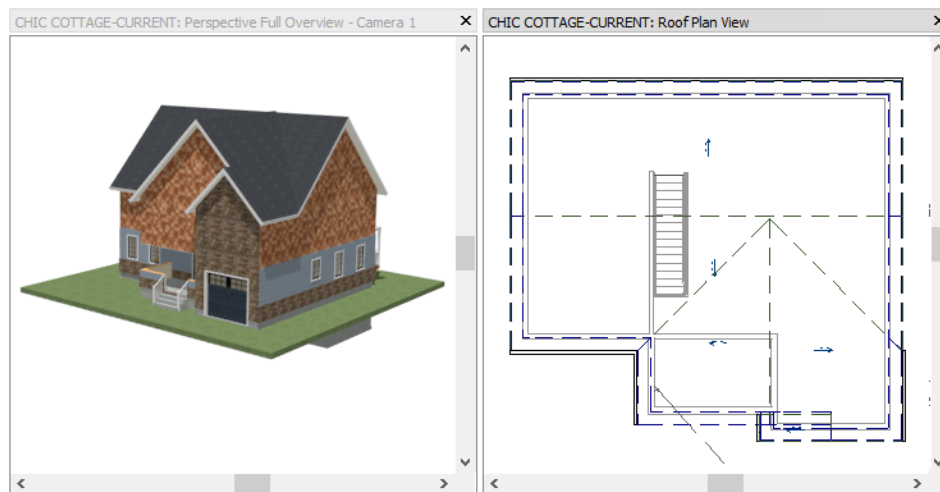 CHIC COTTAGE-CURRENT: Perspective Full Overview - Camera 1
CHIC COTTAGE-CURRENT: Roof Plan View